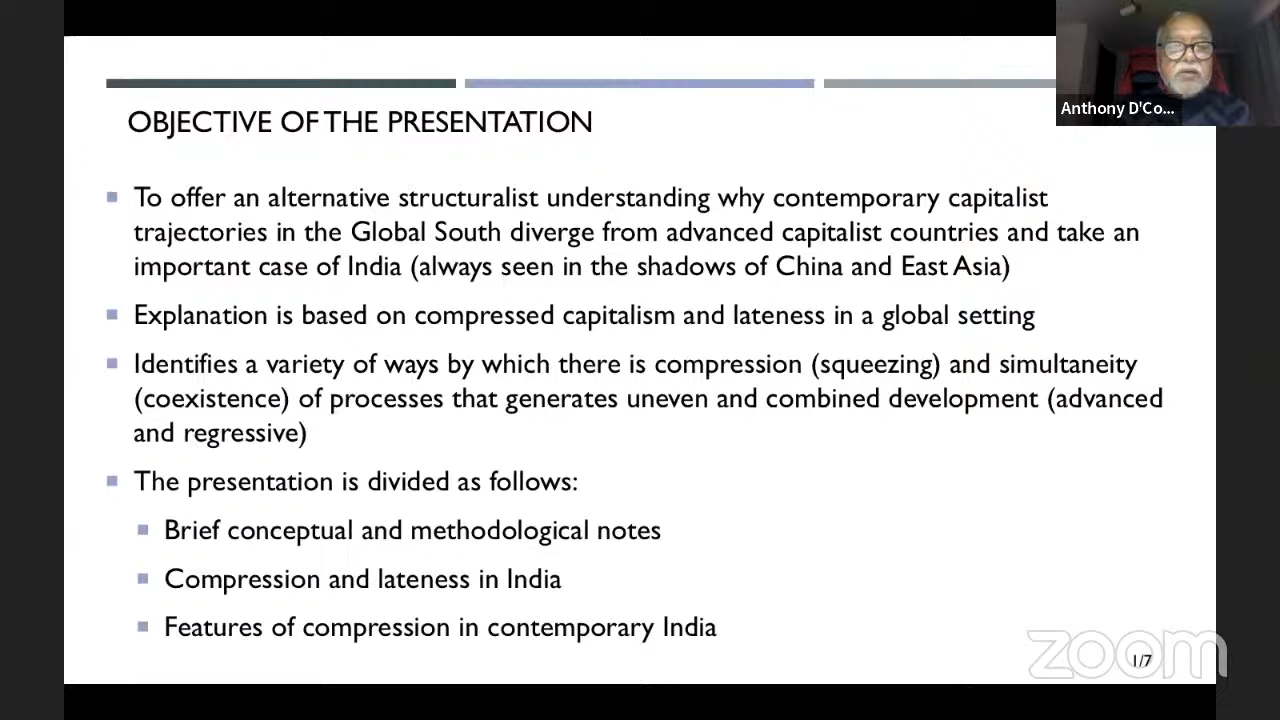 Anthony D'Co...
OBJECTIVE OF THE PRESENTATION
To offer an alternative structuralist understanding why contemporary capitalist
trajectories in the Global South diverge from advanced capitalist countries and take an
important case of India (always seen in the shadows of China and East Asia)
Explanation is based on compressed capitalism and lateness in a global setting
Identifies a variety of ways by which there is compression (squeezing) and simultaneity
(coexistence) of processes that generates uneven and combined development (advanced
and regressive)
The presentation is divided as follows:
Brief conceptual and methodological notes
Compression and lateness in India
Features of compression in contemporary India
zoom
1/7